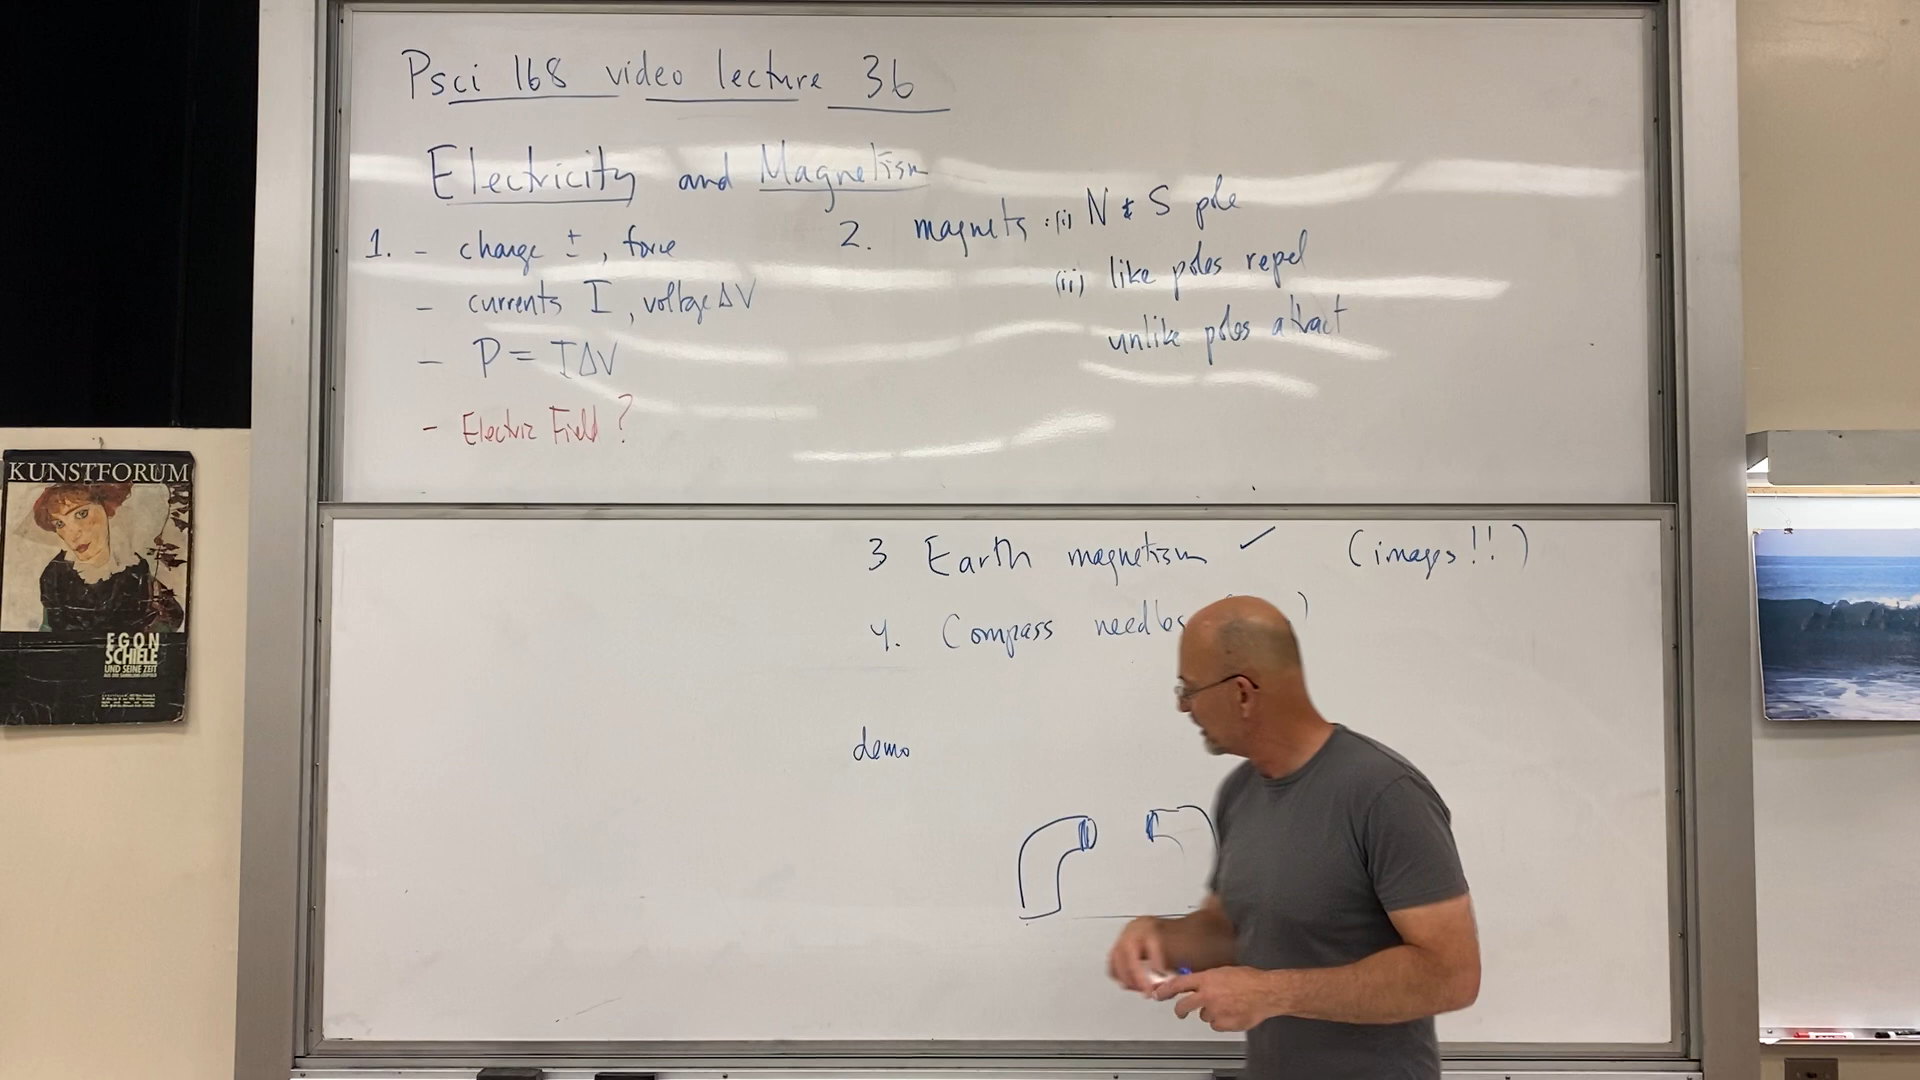 Psci 168 video lecture 36
Electricity and Magnetism
1. - charge ±, force
- currents I, voltage ΔV
- P = IΔV
- Electric Field?
2. magnets: (i) N & S pole
(ii) like poles repel
unlike poles attract
3 Earth magnetism ✓ (images!!)
4. Compass needles
demo
KUNSTFORUM
EGON
SCHIELE
UND SEINE ZEIT